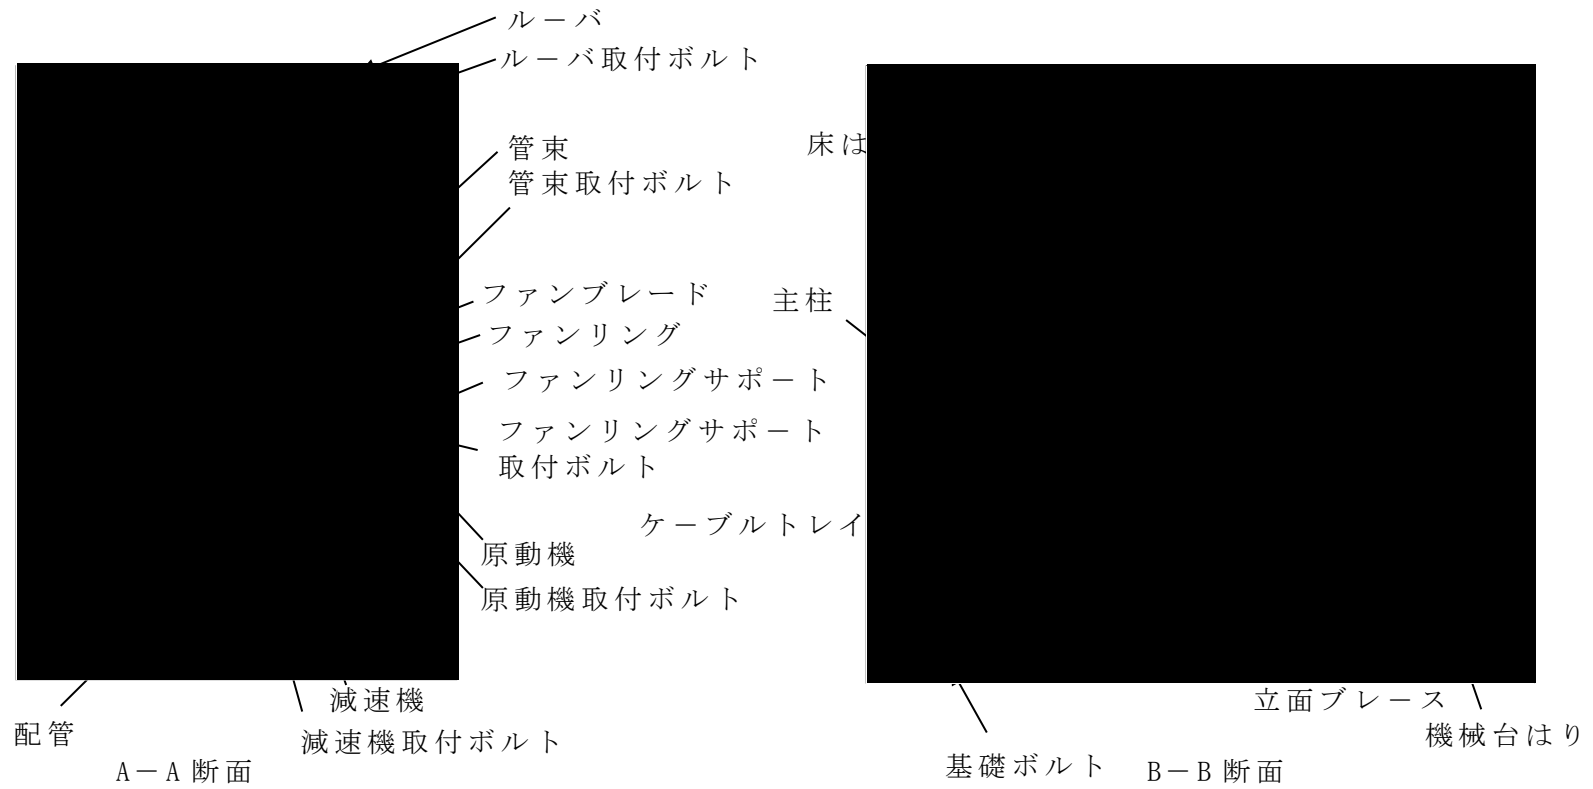 ルーバ
ルーバ取付ボルト
管束
管束取付ボルト
ファンブレード
ファンリング
ファンリングサポート
ファンリングサポート
取付ボルト
原動機
原動機取付ボルト
減速機
減速機取付ボルト
配管
A－A 断面
床は
主柱
ケーブルトレイ
立面ブレース
機械台はり
基礎ボルト
B－B 断面